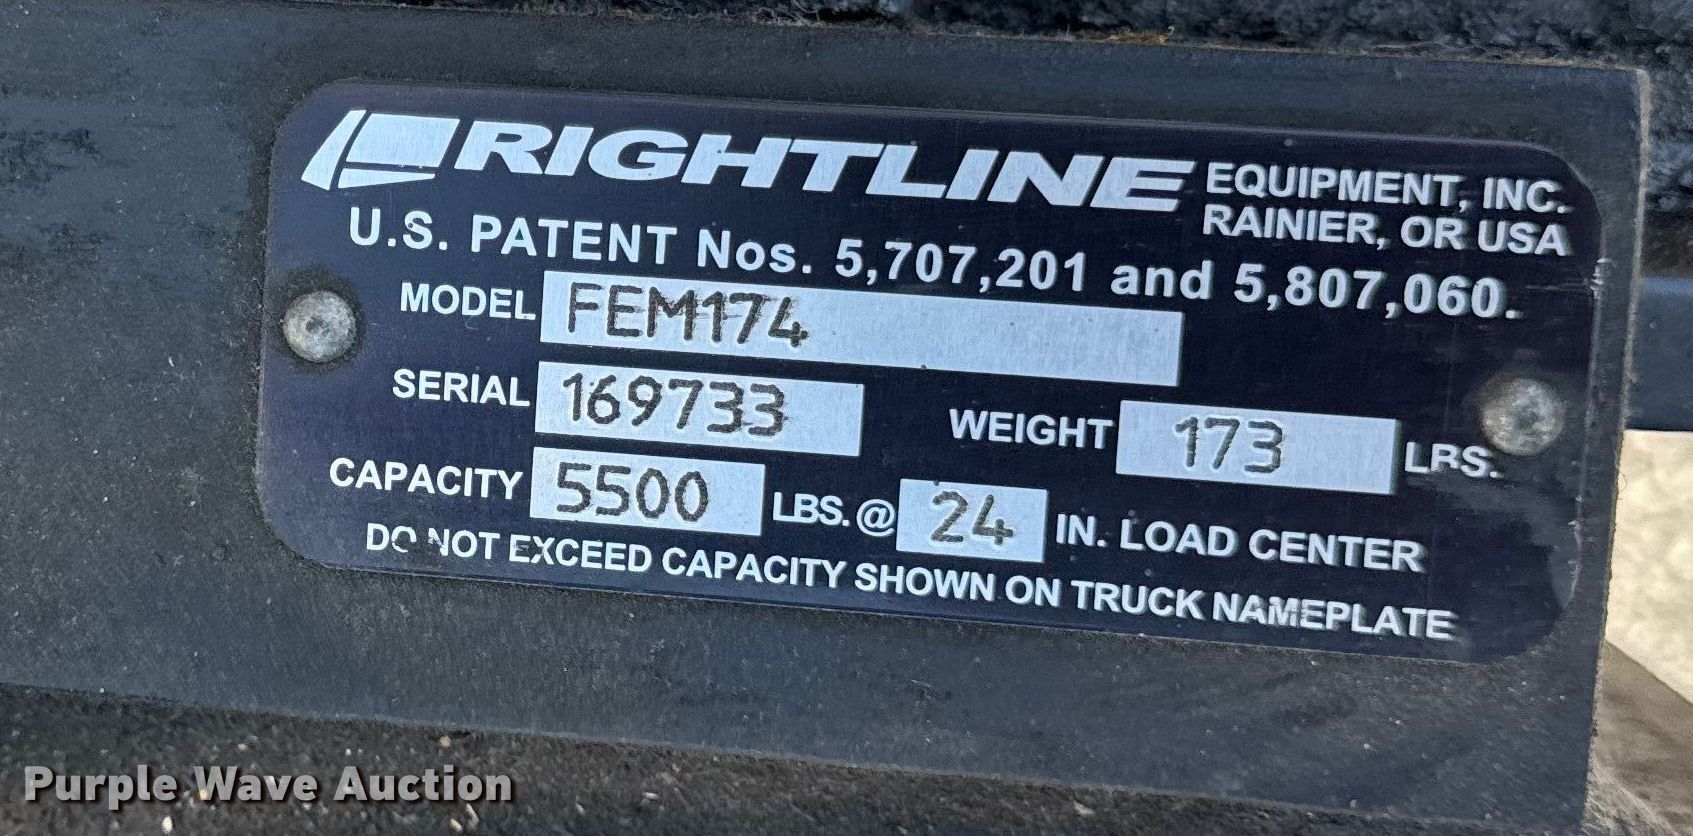 RIGHTLINE EQUIPMENT, INC.
RAINIER, OR USA
U.S. PATENT Nos. 5,707,201 and 5,807,060.
MODEL FEM174
SERIAL 169733 WEIGHT 173 LBS.
CAPACITY 5500 LBS. @ 24 IN. LOAD CENTER
DO NOT EXCEED CAPACITY SHOWN ON TRUCK NAMEPLATE
Purple Wave Auction